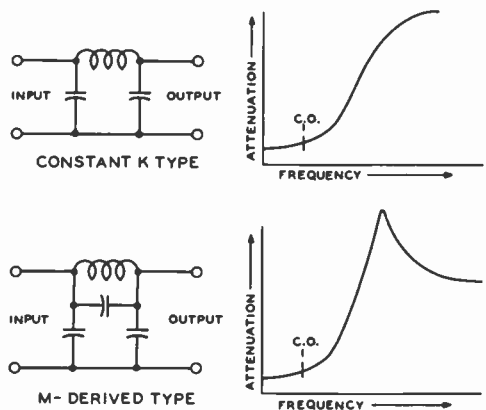 INPUT
OUTPUT
CONSTANT K TYPE
ATTENUATION
C.O.
FREQUENCY
INPUT
OUTPUT
M-DERIVED TYPE
ATTENUATION
C.O.
FREQUENCY